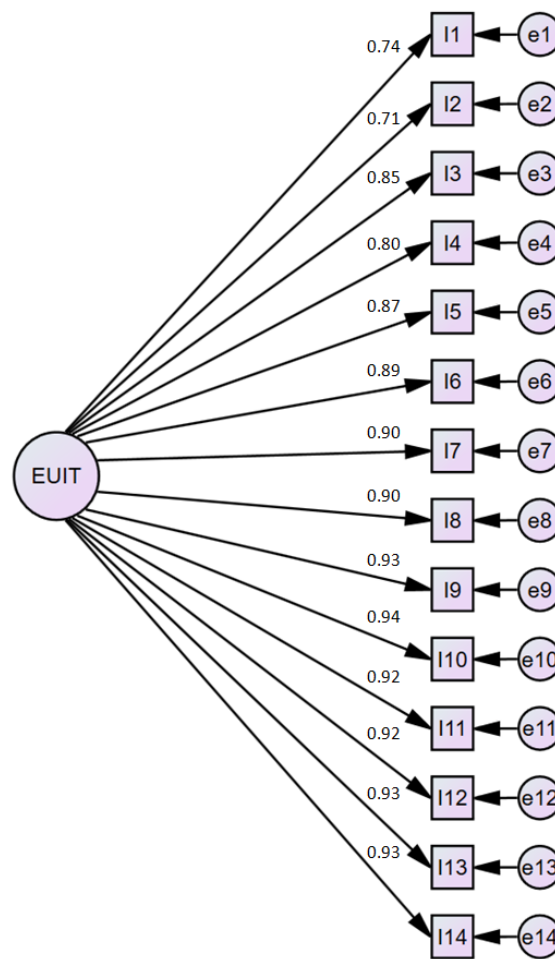 I1 e1
0.74
I2 e2
0.71
I3 e3
0.85
I4 e4
0.80
I5 e5
0.87
I6 e6
0.89
I7 e7
0.90
EUIT
I8 e8
0.90
I9 e9
0.93
I10 e10
0.94
I11 e11
0.92
I12 e12
0.92
I13 e13
0.93
I14 e14
0.93